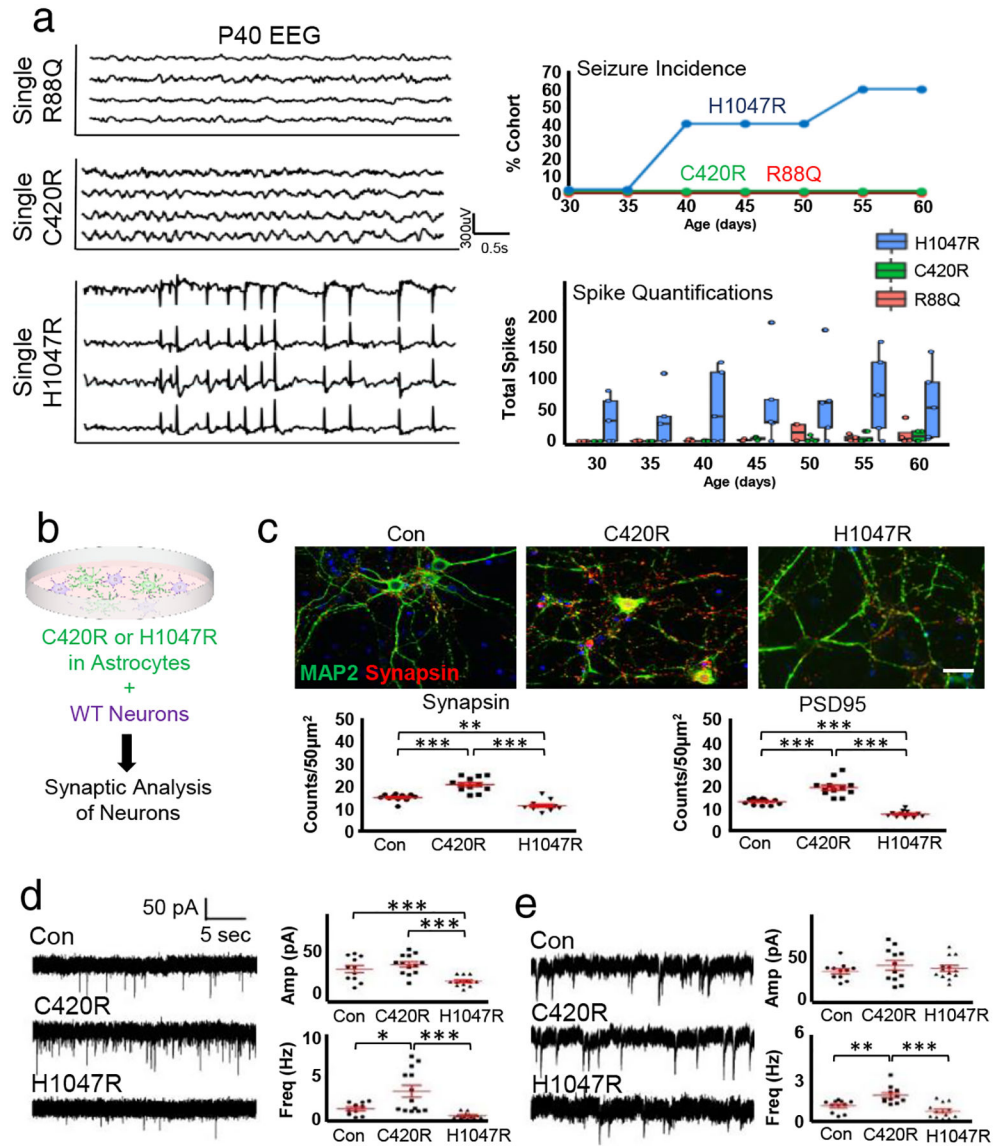 a
P40 EEG
Single
R88Q
Single
C420R
300uV
0.5s
Single
H1047R
Seizure Incidence
% Cohort
70
60
50
40
30
20
10
0
H1047R
C420R R88Q
30 35 40 45 50 55 60
Age (days)
H1047R
C420R
R88Q
Spike Quantifications
Total Spikes
200
150
100
50
0
30 35 40 45 50 55 60
Age (days)
b
C420R or H1047R
in Astrocytes
+
WT Neurons
Synaptic Analysis
of Neurons
c
Con C420R H1047R
MAP2 Synapsin
Synapsin
Counts/50µm²
50
40
30
20
10
0
**
*** ***
Con C420R H1047R
PSD95
Counts/50µm²
50
40
30
20
10
0
***
*** ***
Con C420R H1047R
d
50 pA
5 sec
Con
C420R
H1047R
Amp (pA)
50
0
***
***
Con C420R H1047R
Freq (Hz)
10
5
0
* ***
Con C420R H1047R
e
Con
C420R
H1047R
Amp (pA)
50
0
Con C420R H1047R
Freq (Hz)
6
3
0
** ***
Con C420R H1047R